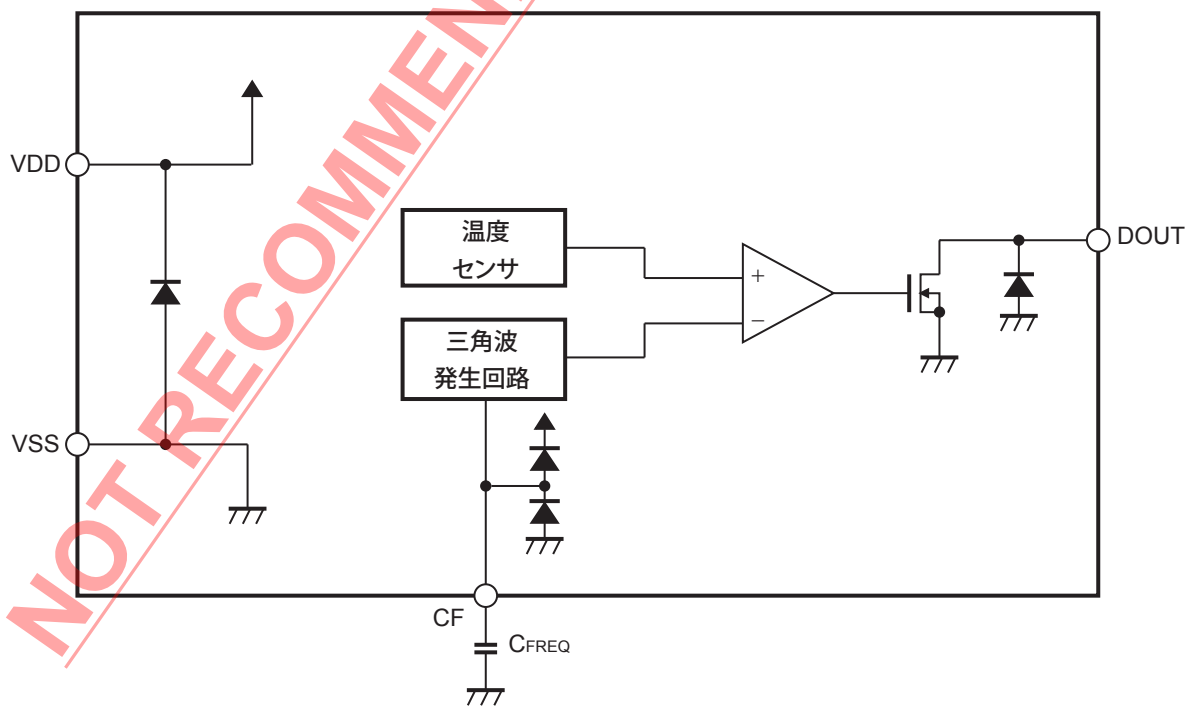 NOT RECOMMEN
VDD
温度
センサ
+
−
DOUT
三角波
発生回路
VSS
CF
CFREQ